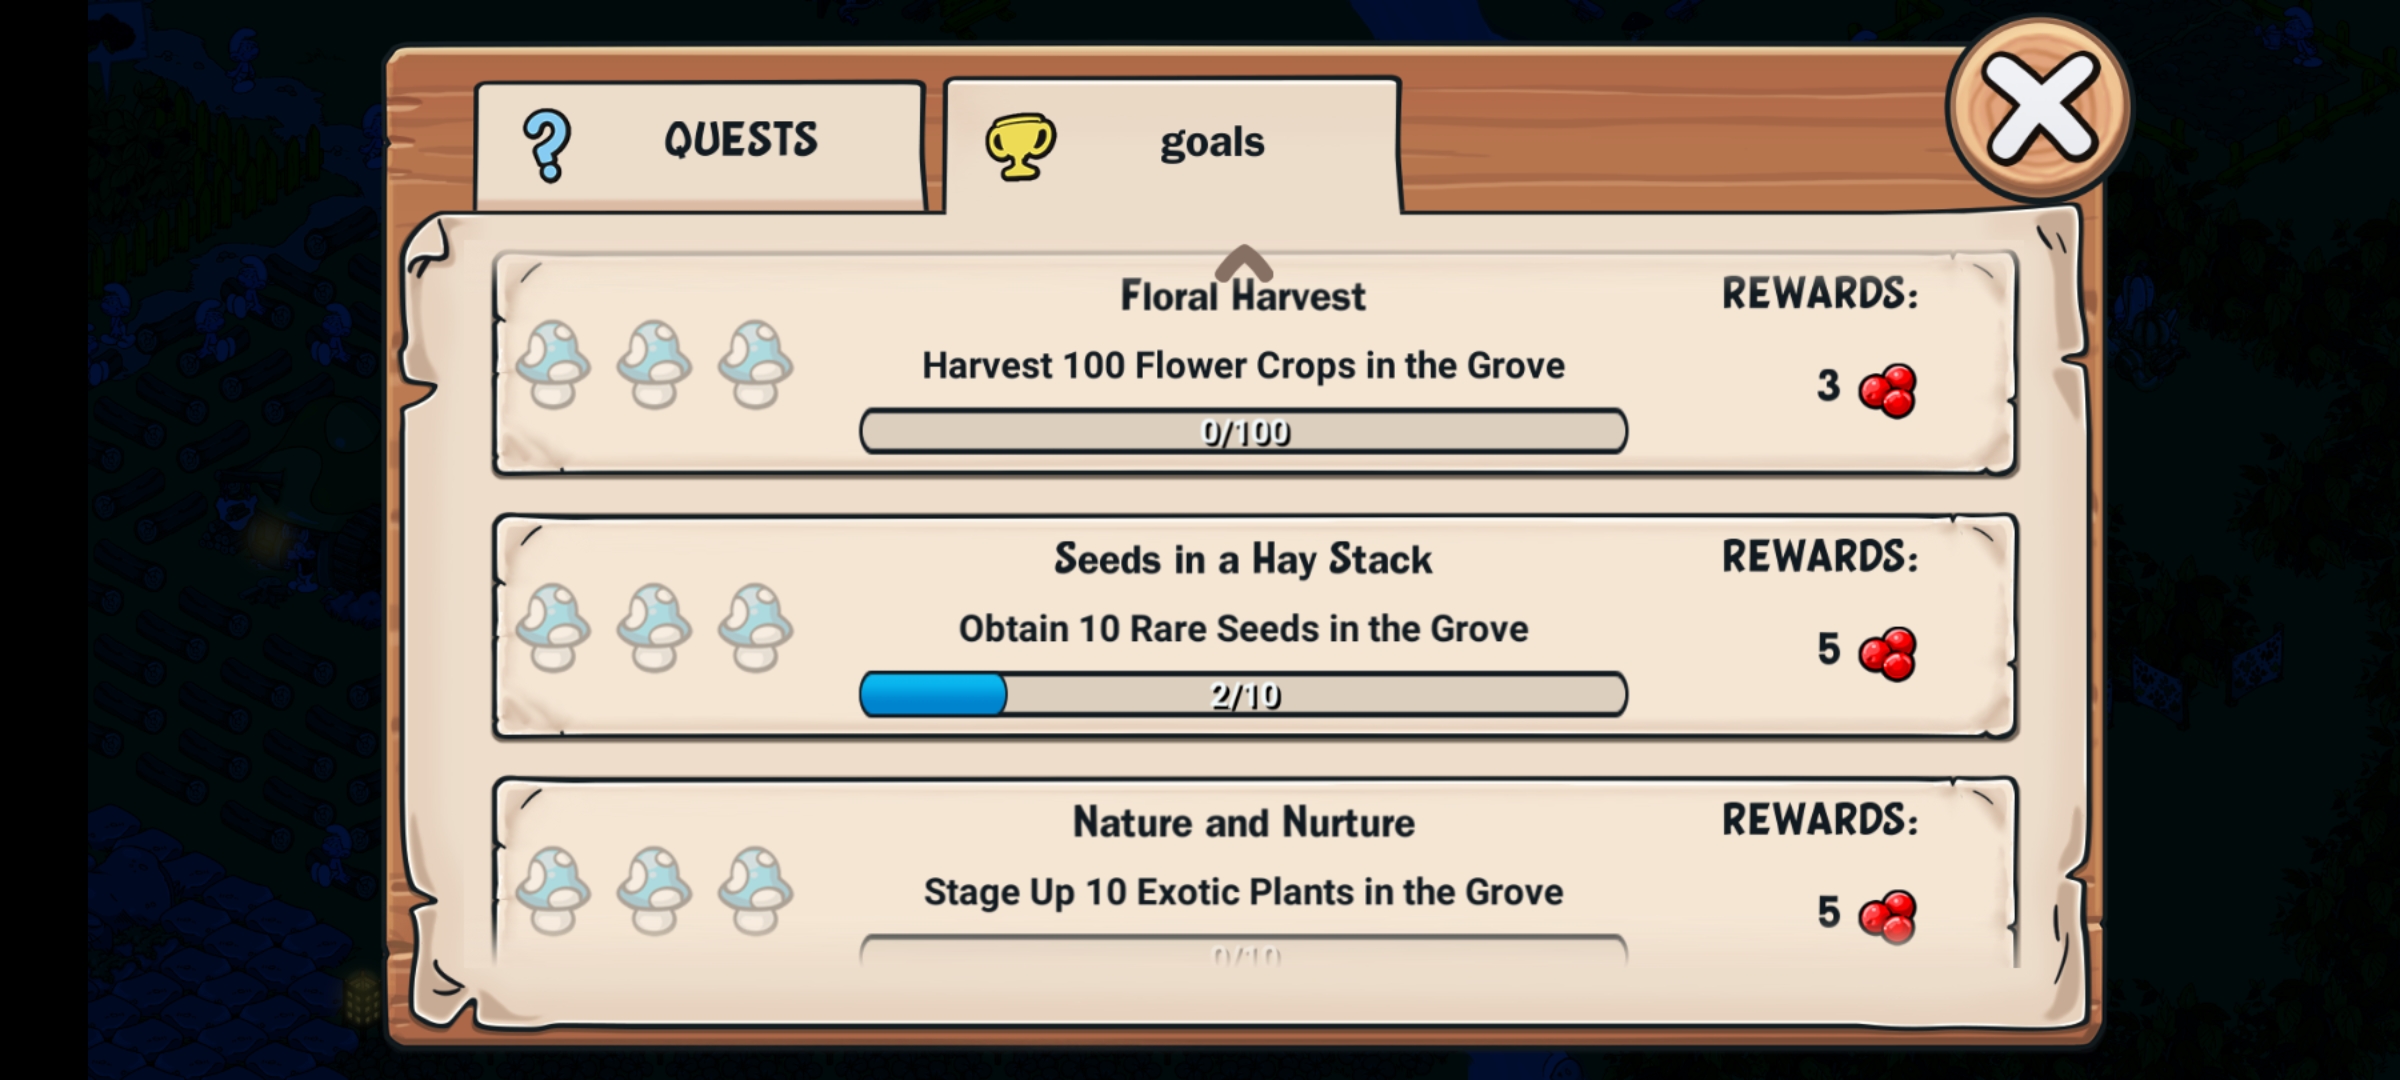 QUESTS
goals
Floral Harvest
REWARDS:
Harvest 100 Flower Crops in the Grove
3
0/100
Seeds in a Hay Stack
REWARDS:
Obtain 10 Rare Seeds in the Grove
5
2/10
Nature and Nurture
REWARDS:
Stage Up 10 Exotic Plants in the Grove
5
0/10